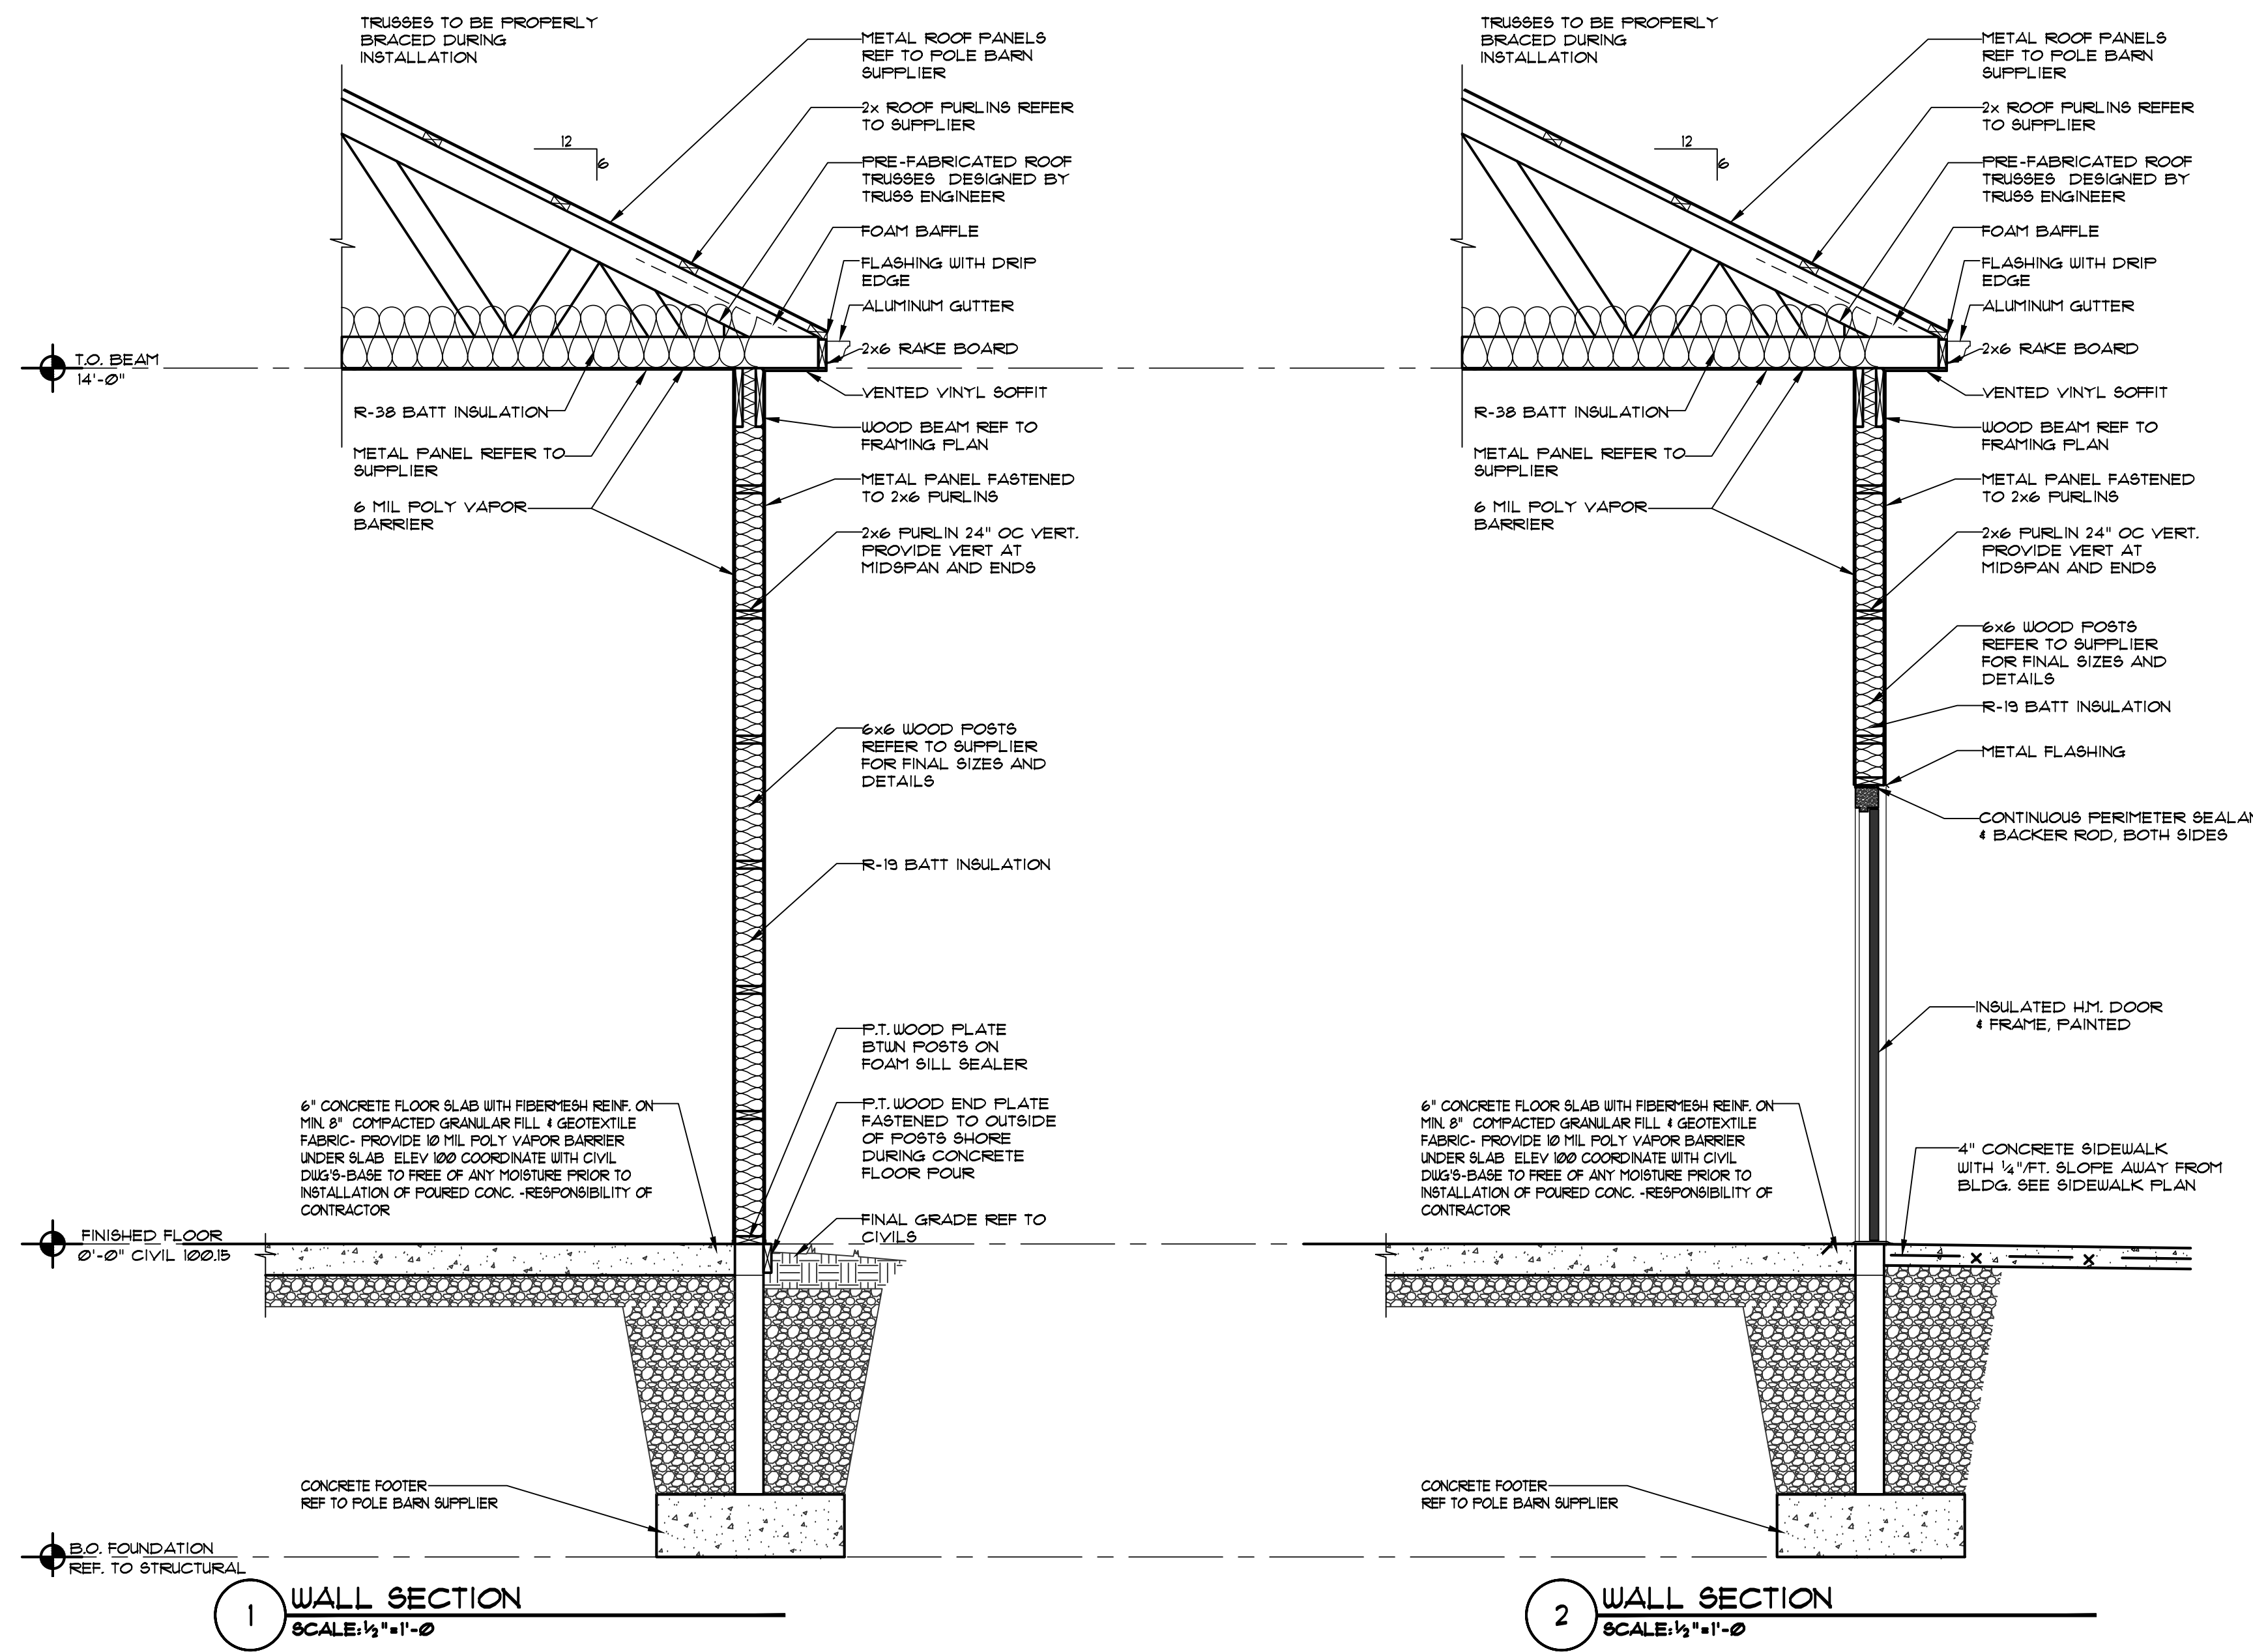 TRUSSES TO BE PROPERLY
BRACED DURING
INSTALLATION
METAL ROOF PANELS
REF TO POLE BARN
SUPPLIER
2x ROOF PURLINS REFER
TO SUPPLIER
12
6
PRE-FABRICATED ROOF
TRUSSES DESIGNED BY
TRUSS ENGINEER
FOAM BAFFLE
FLASHING WITH DRIP
EDGE
ALUMINUM GUTTER
2x6 RAKE BOARD
T.O. BEAM
14'-0"
VENTED VINYL SOFFIT
R-38 BATT INSULATION
WOOD BEAM REF TO
FRAMING PLAN
METAL PANEL REFER TO
SUPPLIER
METAL PANEL FASTENED
TO 2x6 PURLINS
6 MIL POLY VAPOR
BARRIER
2x6 PURLIN 24" OC VERT.
PROVIDE VERT AT
MIDSPAN AND ENDS
6x6 WOOD POSTS
REFER TO SUPPLIER
FOR FINAL SIZES AND
DETAILS
R-19 BATT INSULATION
P.T. WOOD PLATE
BTWN POSTS ON
FOAM SILL SEALER
P.T. WOOD END PLATE
FASTENED TO OUTSIDE
OF POSTS SHORE
DURING CONCRETE
FLOOR POUR
6" CONCRETE FLOOR SLAB WITH FIBERMESH REINF. ON
MIN. 8" COMPACTED GRANULAR FILL & GEOTEXTILE
FABRIC- PROVIDE 10 MIL POLY VAPOR BARRIER
UNDER SLAB ELEV 100 COORDINATE WITH CIVIL
DWG'S-BASE TO FREE OF ANY MOISTURE PRIOR TO
INSTALLATION OF POURED CONC. -RESPONSIBILITY OF
CONTRACTOR
FINAL GRADE REF TO
CIVILS
FINISHED FLOOR
0'-0" CIVIL 100.15
CONCRETE FOOTER
REF TO POLE BARN SUPPLIER
B.O. FOUNDATION
REF. TO STRUCTURAL
1
WALL SECTION
SCALE: ½"=1'-0
TRUSSES TO BE PROPERLY
BRACED DURING
INSTALLATION
METAL ROOF PANELS
REF TO POLE BARN
SUPPLIER
2x ROOF PURLINS REFER
TO SUPPLIER
12
6
PRE-FABRICATED ROOF
TRUSSES DESIGNED BY
TRUSS ENGINEER
FOAM BAFFLE
FLASHING WITH DRIP
EDGE
ALUMINUM GUTTER
2x6 RAKE BOARD
VENTED VINYL SOFFIT
R-38 BATT INSULATION
WOOD BEAM REF TO
FRAMING PLAN
METAL PANEL REFER TO
SUPPLIER
METAL PANEL FASTENED
TO 2x6 PURLINS
6 MIL POLY VAPOR
BARRIER
2x6 PURLIN 24" OC VERT.
PROVIDE VERT AT
MIDSPAN AND ENDS
6x6 WOOD POSTS
REFER TO SUPPLIER
FOR FINAL SIZES AND
DETAILS
R-19 BATT INSULATION
METAL FLASHING
CONTINUOUS PERIMETER SEALAN
& BACKER ROD, BOTH SIDES
INSULATED H.M. DOOR
& FRAME, PAINTED
6" CONCRETE FLOOR SLAB WITH FIBERMESH REINF. ON
MIN. 8" COMPACTED GRANULAR FILL & GEOTEXTILE
FABRIC- PROVIDE 10 MIL POLY VAPOR BARRIER
UNDER SLAB ELEV 100 COORDINATE WITH CIVIL
DWG'S-BASE TO FREE OF ANY MOISTURE PRIOR TO
INSTALLATION OF POURED CONC. -RESPONSIBILITY OF
CONTRACTOR
4" CONCRETE SIDEWALK
WITH ¼"/FT. SLOPE AWAY FROM
BLDG. SEE SIDEWALK PLAN
CONCRETE FOOTER
REF TO POLE BARN SUPPLIER
2
WALL SECTION
SCALE: ½"=1'-0